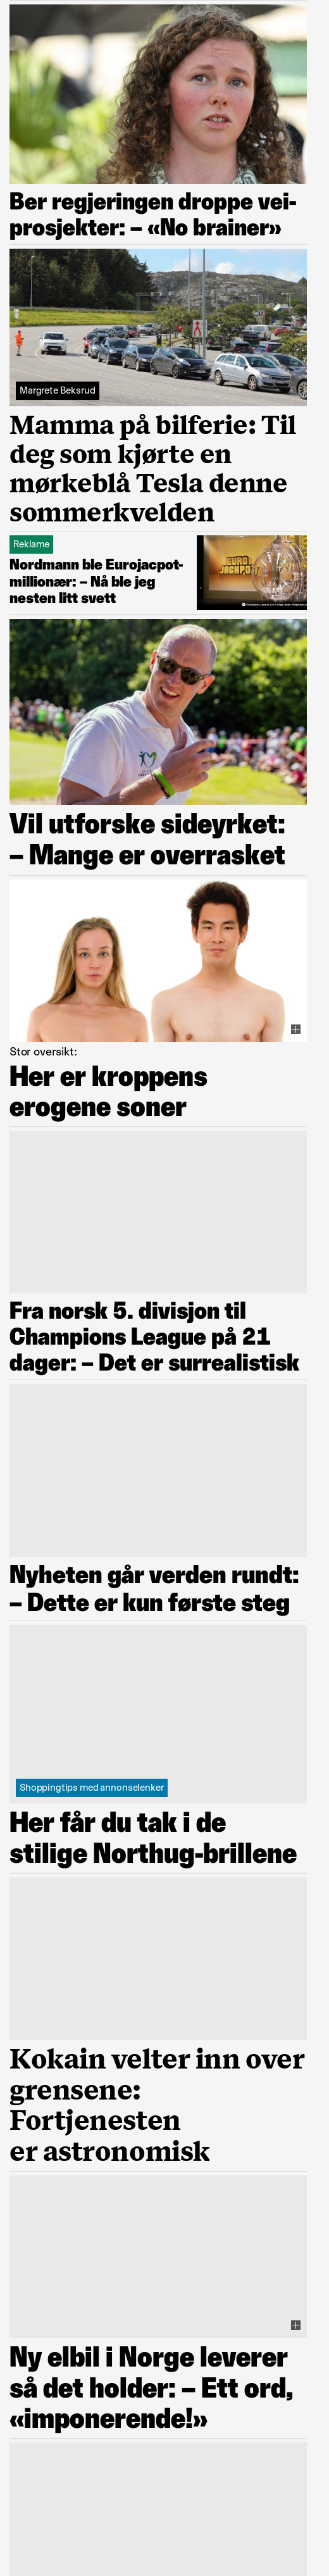 Ber regjeringen droppe vei-
prosjekter: – «No brainer»
Margrete Beksrud
Mamma på bilferie: Til
deg som kjørte en
mørkeblå Tesla denne
sommerkvelden
Reklame
Nordmann ble Eurojacpot-
millionær: – Nå ble jeg
nesten litt svett
EURO
JACKPOT
Vil utforske sideyrket:
– Mange er overrasket
Stor oversikt:
Her er kroppens
erogene soner
Fra norsk 5. divisjon til
Champions League på 21
dager: – Det er surrealistisk
Nyheten går verden rundt:
– Dette er kun første steg
Shoppingtips med annonselenker
Her får du tak i de
stilige Northug-brillene
Kokain velter inn over
grensene:
Fortjenesten
er astronomisk
Ny elbil i Norge leverer
så det holder: – Ett ord,
«imponerende!»